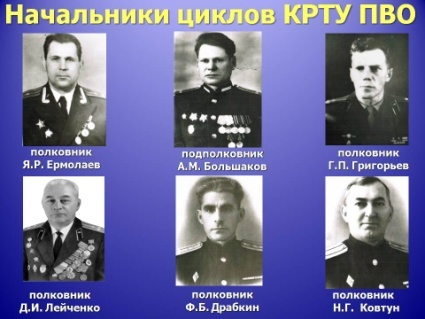 Начальники циклов КРТУ ПВО
полковник
Я.Р. Ермолаев
подполковник
А.М. Большаков
полковник
Г.П. Григорьев
полковник
Д.И. Лейченко
полковник
Ф.Б. Драбкин
полковник
Н.Г. Ковтун